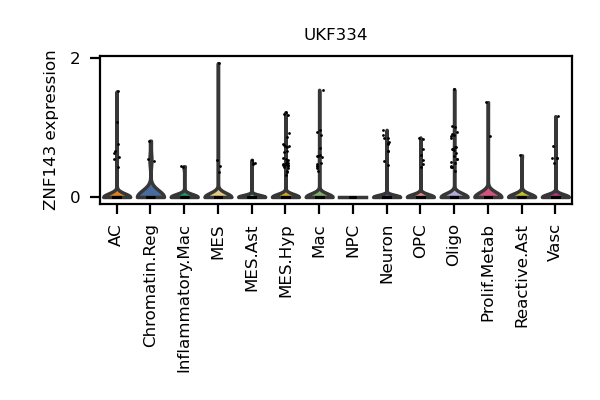 UKF334
ZNF143 expression
2
0
AC
Chromatin.Reg
Inflammatory.Mac
MES
MES.Ast
MES.Hyp
Mac
NPC
Neuron
OPC
Oligo
Prolif.Metab
Reactive.Ast
Vasc